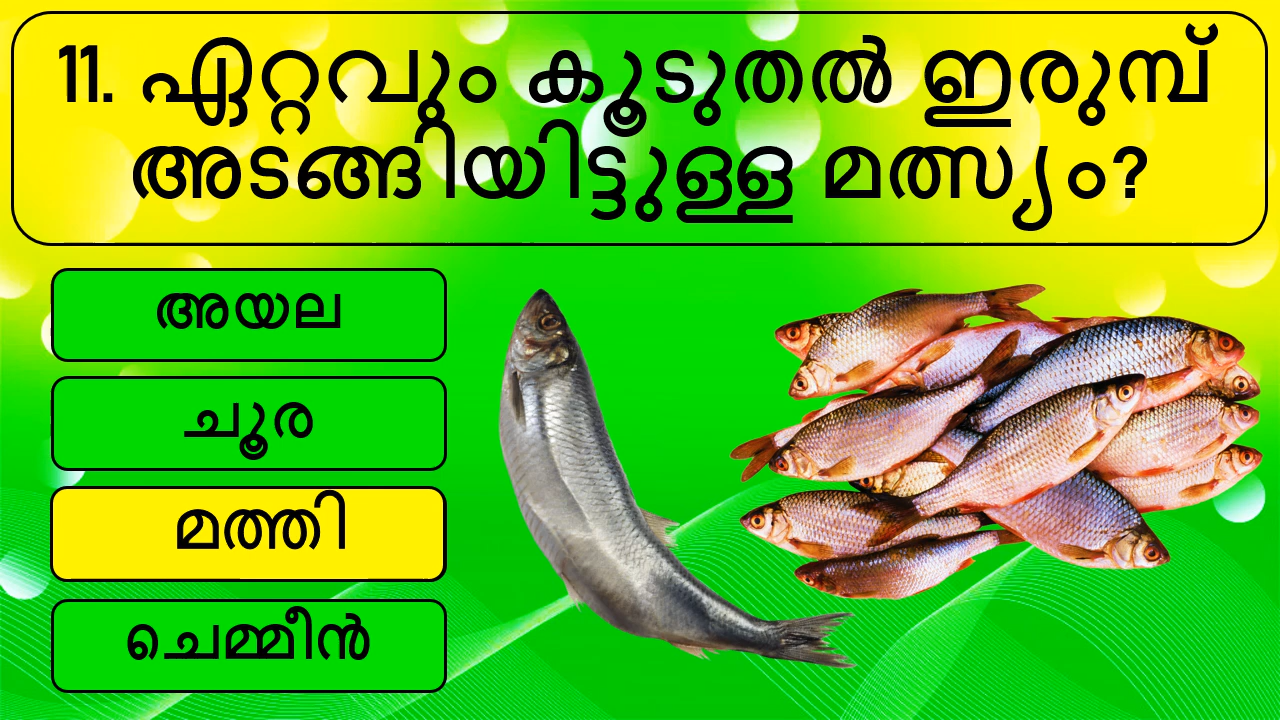 11. ഏറ്റവും കൂടുതൽ ഇരുമ്പ്
അടങ്ങിയിട്ടുള്ള മത്സ്യം?
അയല
ചൂര
മത്തി
ചെമ്മീൻ